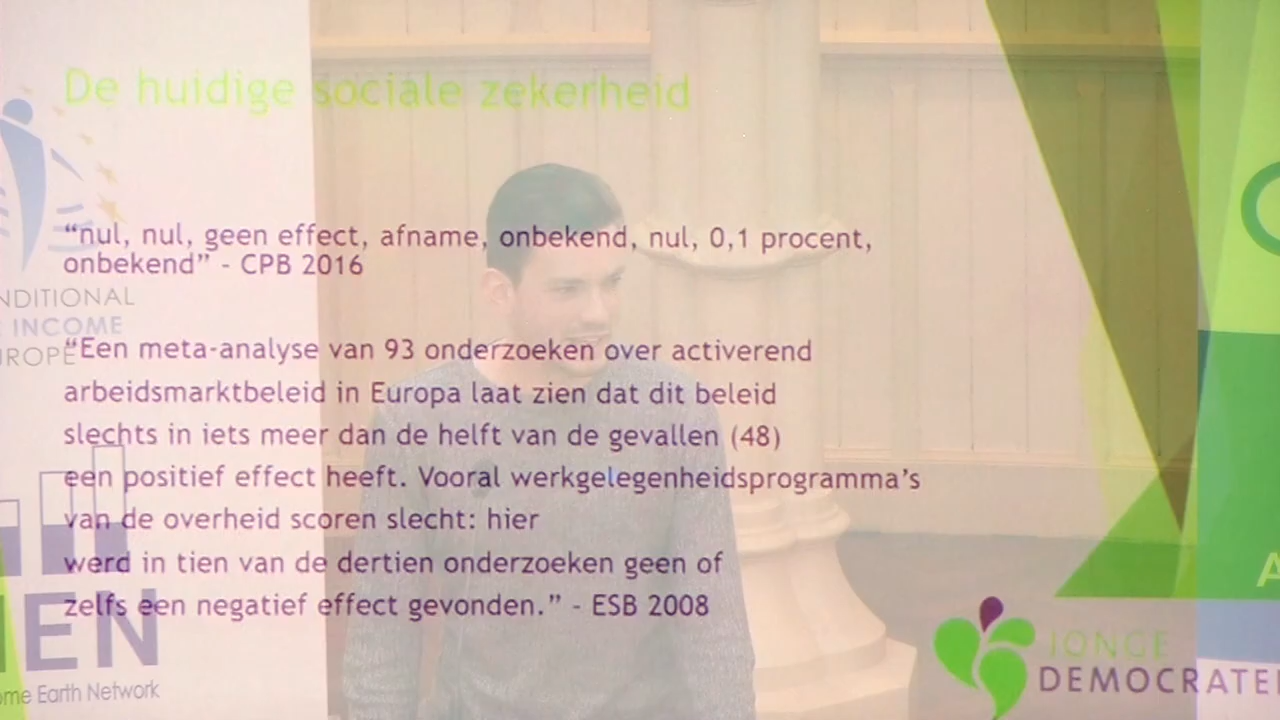 De huidige sociale zekerheid
“nul, nul, geen effect, afname, onbekend, nul, 0,1 procent,
onbekend” - CPB 2016
NDITIONAL
INCOME
ROPE
“Een meta-analyse van 93 onderzoeken over activerend
arbeidsmarktbeleid in Europa laat zien dat dit beleid
slechts in iets meer dan de helft van de gevallen (48)
een positief effect heeft. Vooral werkgelegenheidsprogramma’s
van de overheid scoren slecht: hier
werd in tien van de dertien onderzoeken geen of
zelfs een negatief effect gevonden.” - ESB 2008
IEN
ome Earth Network
JONGE
DEMOCRATE